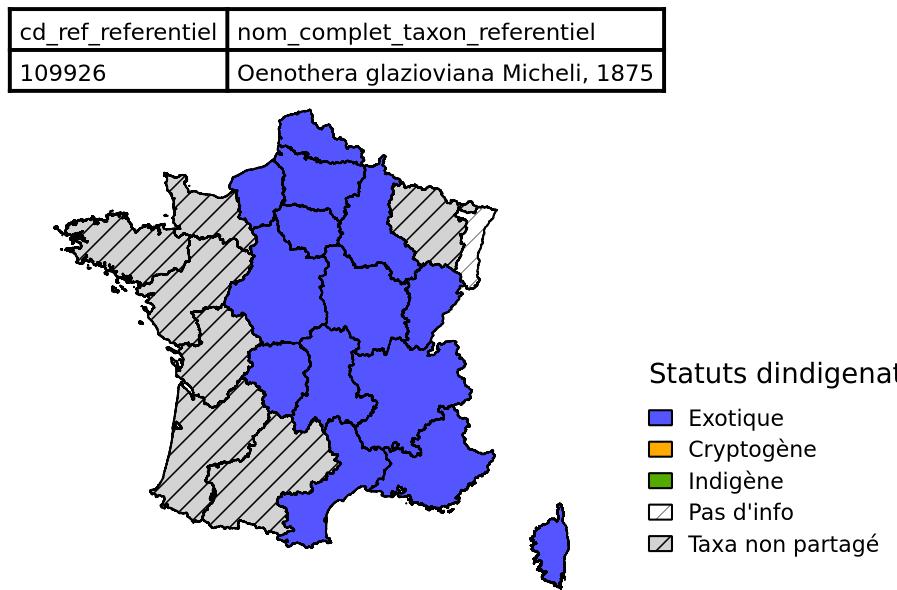 cd_ref_referentiel nom_complet_taxon_referentiel
109926 Oenothera glazioviana Micheli, 1875
Statuts dindigenat
Exotique
Cryptogène
Indigène
Pas d'info
Taxa non partagé